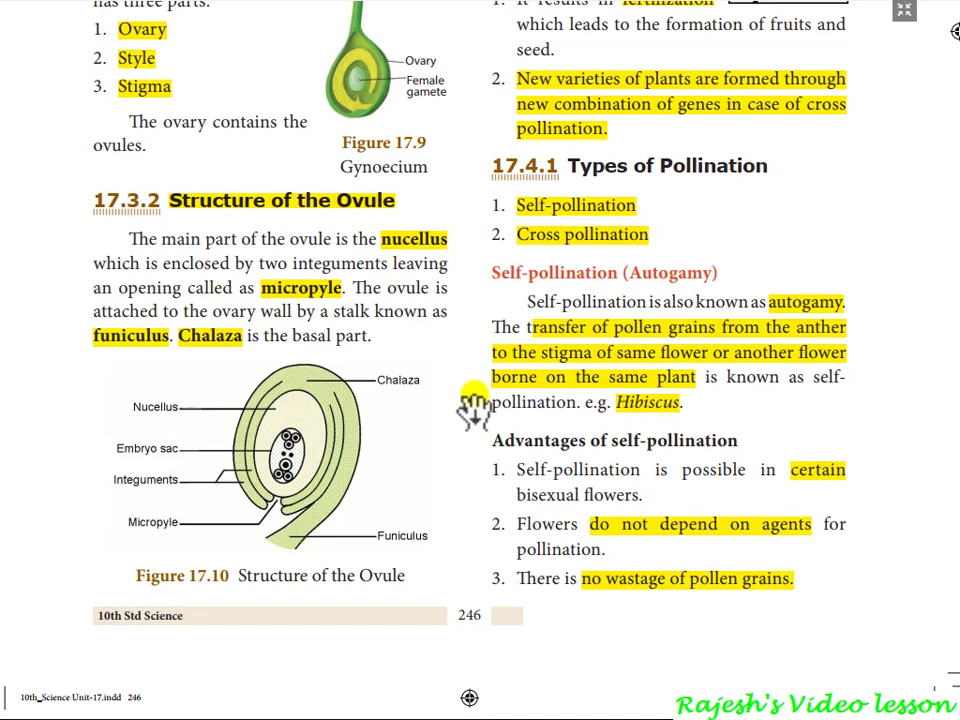 has three parts.
1. Ovary
2. Style
3. Stigma
The ovary contains the
ovules.
Ovary
Female
gamete
Figure 17.9
Gynoecium
17.3.2 Structure of the Ovule
The main part of the ovule is the nucellus
which is enclosed by two integuments leaving
an opening called as micropyle. The ovule is
attached to the ovary wall by a stalk known as
funiculus. Chalaza is the basal part.
Chalaza
Nucellus
Embryo sac
Integuments
Micropyle
Funiculus
Figure 17.10 Structure of the Ovule
10th Std Science
246
1. It results in fertilization
which leads to the formation of fruits and
seed.
2. New varieties of plants are formed through
new combination of genes in case of cross
pollination.
17.4.1 Types of Pollination
1. Self-pollination
2. Cross pollination
Self-pollination (Autogamy)
Self-pollination is also known as autogamy.
The transfer of pollen grains from the anther
to the stigma of same flower or another flower
borne on the same plant is known as self-
pollination. e.g. Hibiscus.
Advantages of self-pollination
1. Self-pollination is possible in certain
bisexual flowers.
2. Flowers do not depend on agents for
pollination.
3. There is no wastage of pollen grains.
10th_Science Unit-17.indd 246
Rajesh's Video lesson